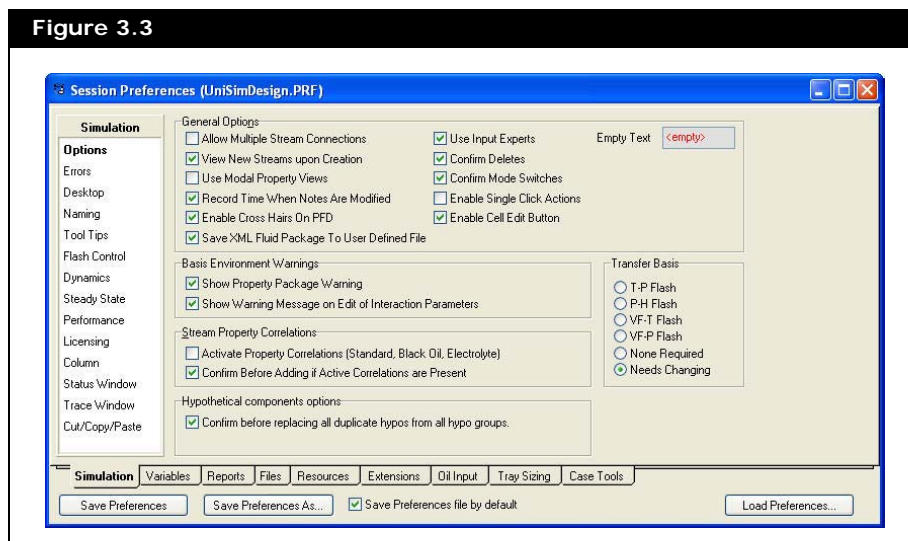 Figure 3.3
Session Preferences (UniSimDesign.PRF)
Simulation
Options
Errors
Desktop
Naming
Tool Tips
Flash Control
Dynamics
Steady State
Performance
Licensing
Column
Status Window
Trace Window
Cut/Copy/Paste
General Options
Allow Multiple Stream Connections
View New Streams upon Creation
Use Modal Property Views
Record Time When Notes Are Modified
Enable Cross Hairs On PFD
Save XML Fluid Package To User Defined File
Use Input Experts
Confirm Deletes
Confirm Mode Switches
Enable Single Click Actions
Enable Cell Edit Button
Empty Text <empty>
Basis Environment Warnings
Show Property Package Warning
Show Warning Message on Edit of Interaction Parameters
Stream Property Correlations
Activate Property Correlations (Standard, Black Oil, Electrolyte)
Confirm Before Adding if Active Correlations are Present
Hypothetical components options
Confirm before replacing all duplicate hypos from all hypo groups.
Transfer Basis
T-P Flash
P-H Flash
VF-T Flash
VF-P Flash
None Required
Needs Changing
Simulation Variables Reports Files Resources Extensions Oil Input Tray Sizing Case Tools
Save Preferences Save Preferences As... Save Preferences file by default Load Preferences...